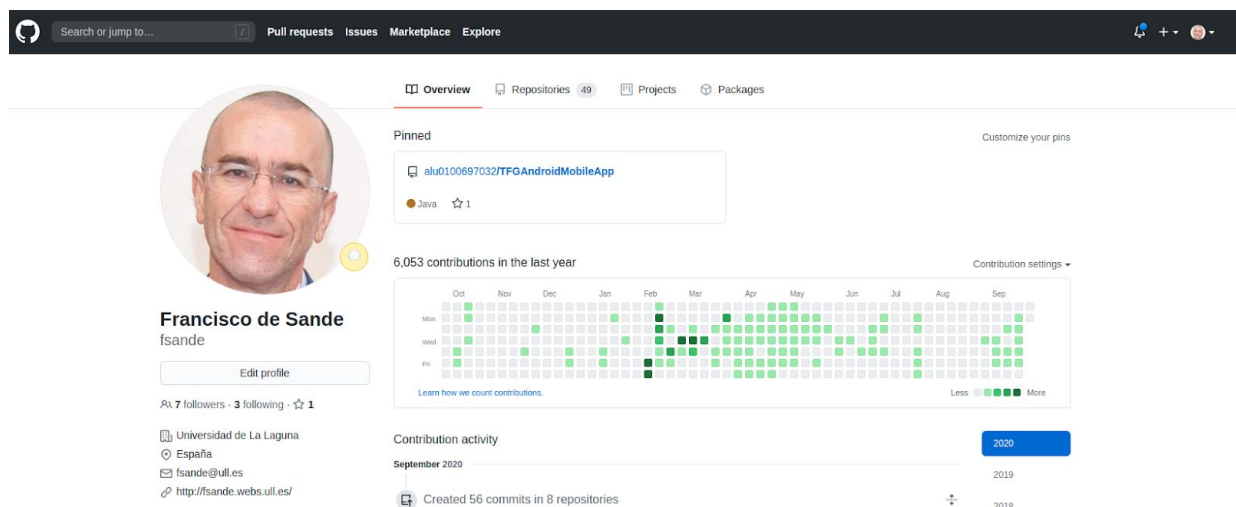 Search or jump to... /
Pull requests Issues Marketplace Explore
Overview Repositories 49 Projects Packages
Pinned Customize your pins
alu0100697032/TFGAndroidMobileApp
Java 1
6,053 contributions in the last year Contribution settings
Oct Nov Dec Jan Feb Mar Apr May Jun Jul Aug Sep
Mon
Wed
Fri
Learn how we count contributions. Less More
Francisco de Sande
fsande
Edit profile
7 followers · 3 following · 1
Universidad de La Laguna
España
fsande@ull.es
http://fsande.webs.ull.es/
Contribution activity
September 2020
Created 56 commits in 8 repositories
2020
2019
2018